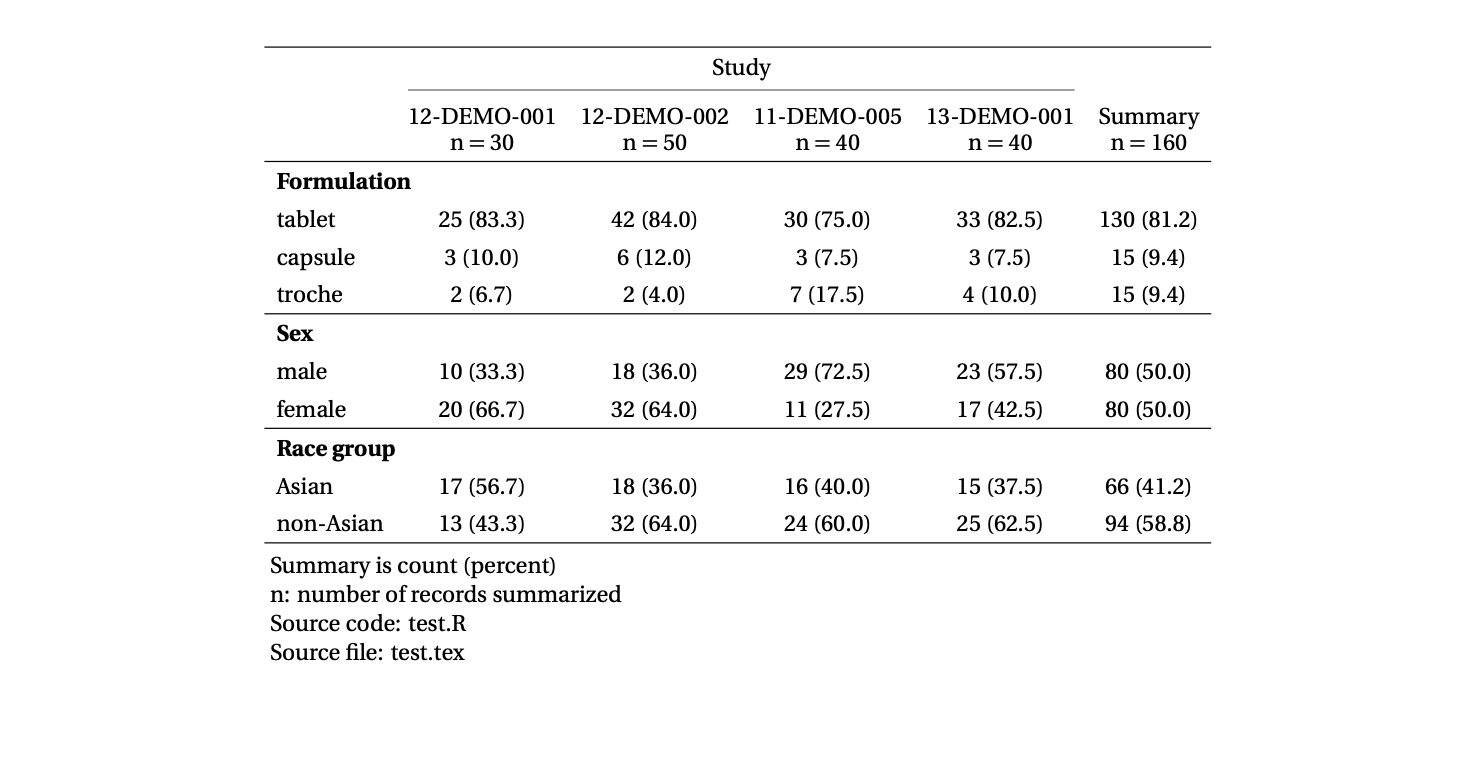 Study
12-DEMO-001 12-DEMO-002 11-DEMO-005 13-DEMO-001 Summary
n = 30 n = 50 n = 40 n = 40 n = 160
Formulation
tablet 25 (83.3) 42 (84.0) 30 (75.0) 33 (82.5) 130 (81.2)
capsule 3 (10.0) 6 (12.0) 3 (7.5) 3 (7.5) 15 (9.4)
troche 2 (6.7) 2 (4.0) 7 (17.5) 4 (10.0) 15 (9.4)
Sex
male 10 (33.3) 18 (36.0) 29 (72.5) 23 (57.5) 80 (50.0)
female 20 (66.7) 32 (64.0) 11 (27.5) 17 (42.5) 80 (50.0)
Race group
Asian 17 (56.7) 18 (36.0) 16 (40.0) 15 (37.5) 66 (41.2)
non-Asian 13 (43.3) 32 (64.0) 24 (60.0) 25 (62.5) 94 (58.8)
Summary is count (percent)
n: number of records summarized
Source code: test.R
Source file: test.tex